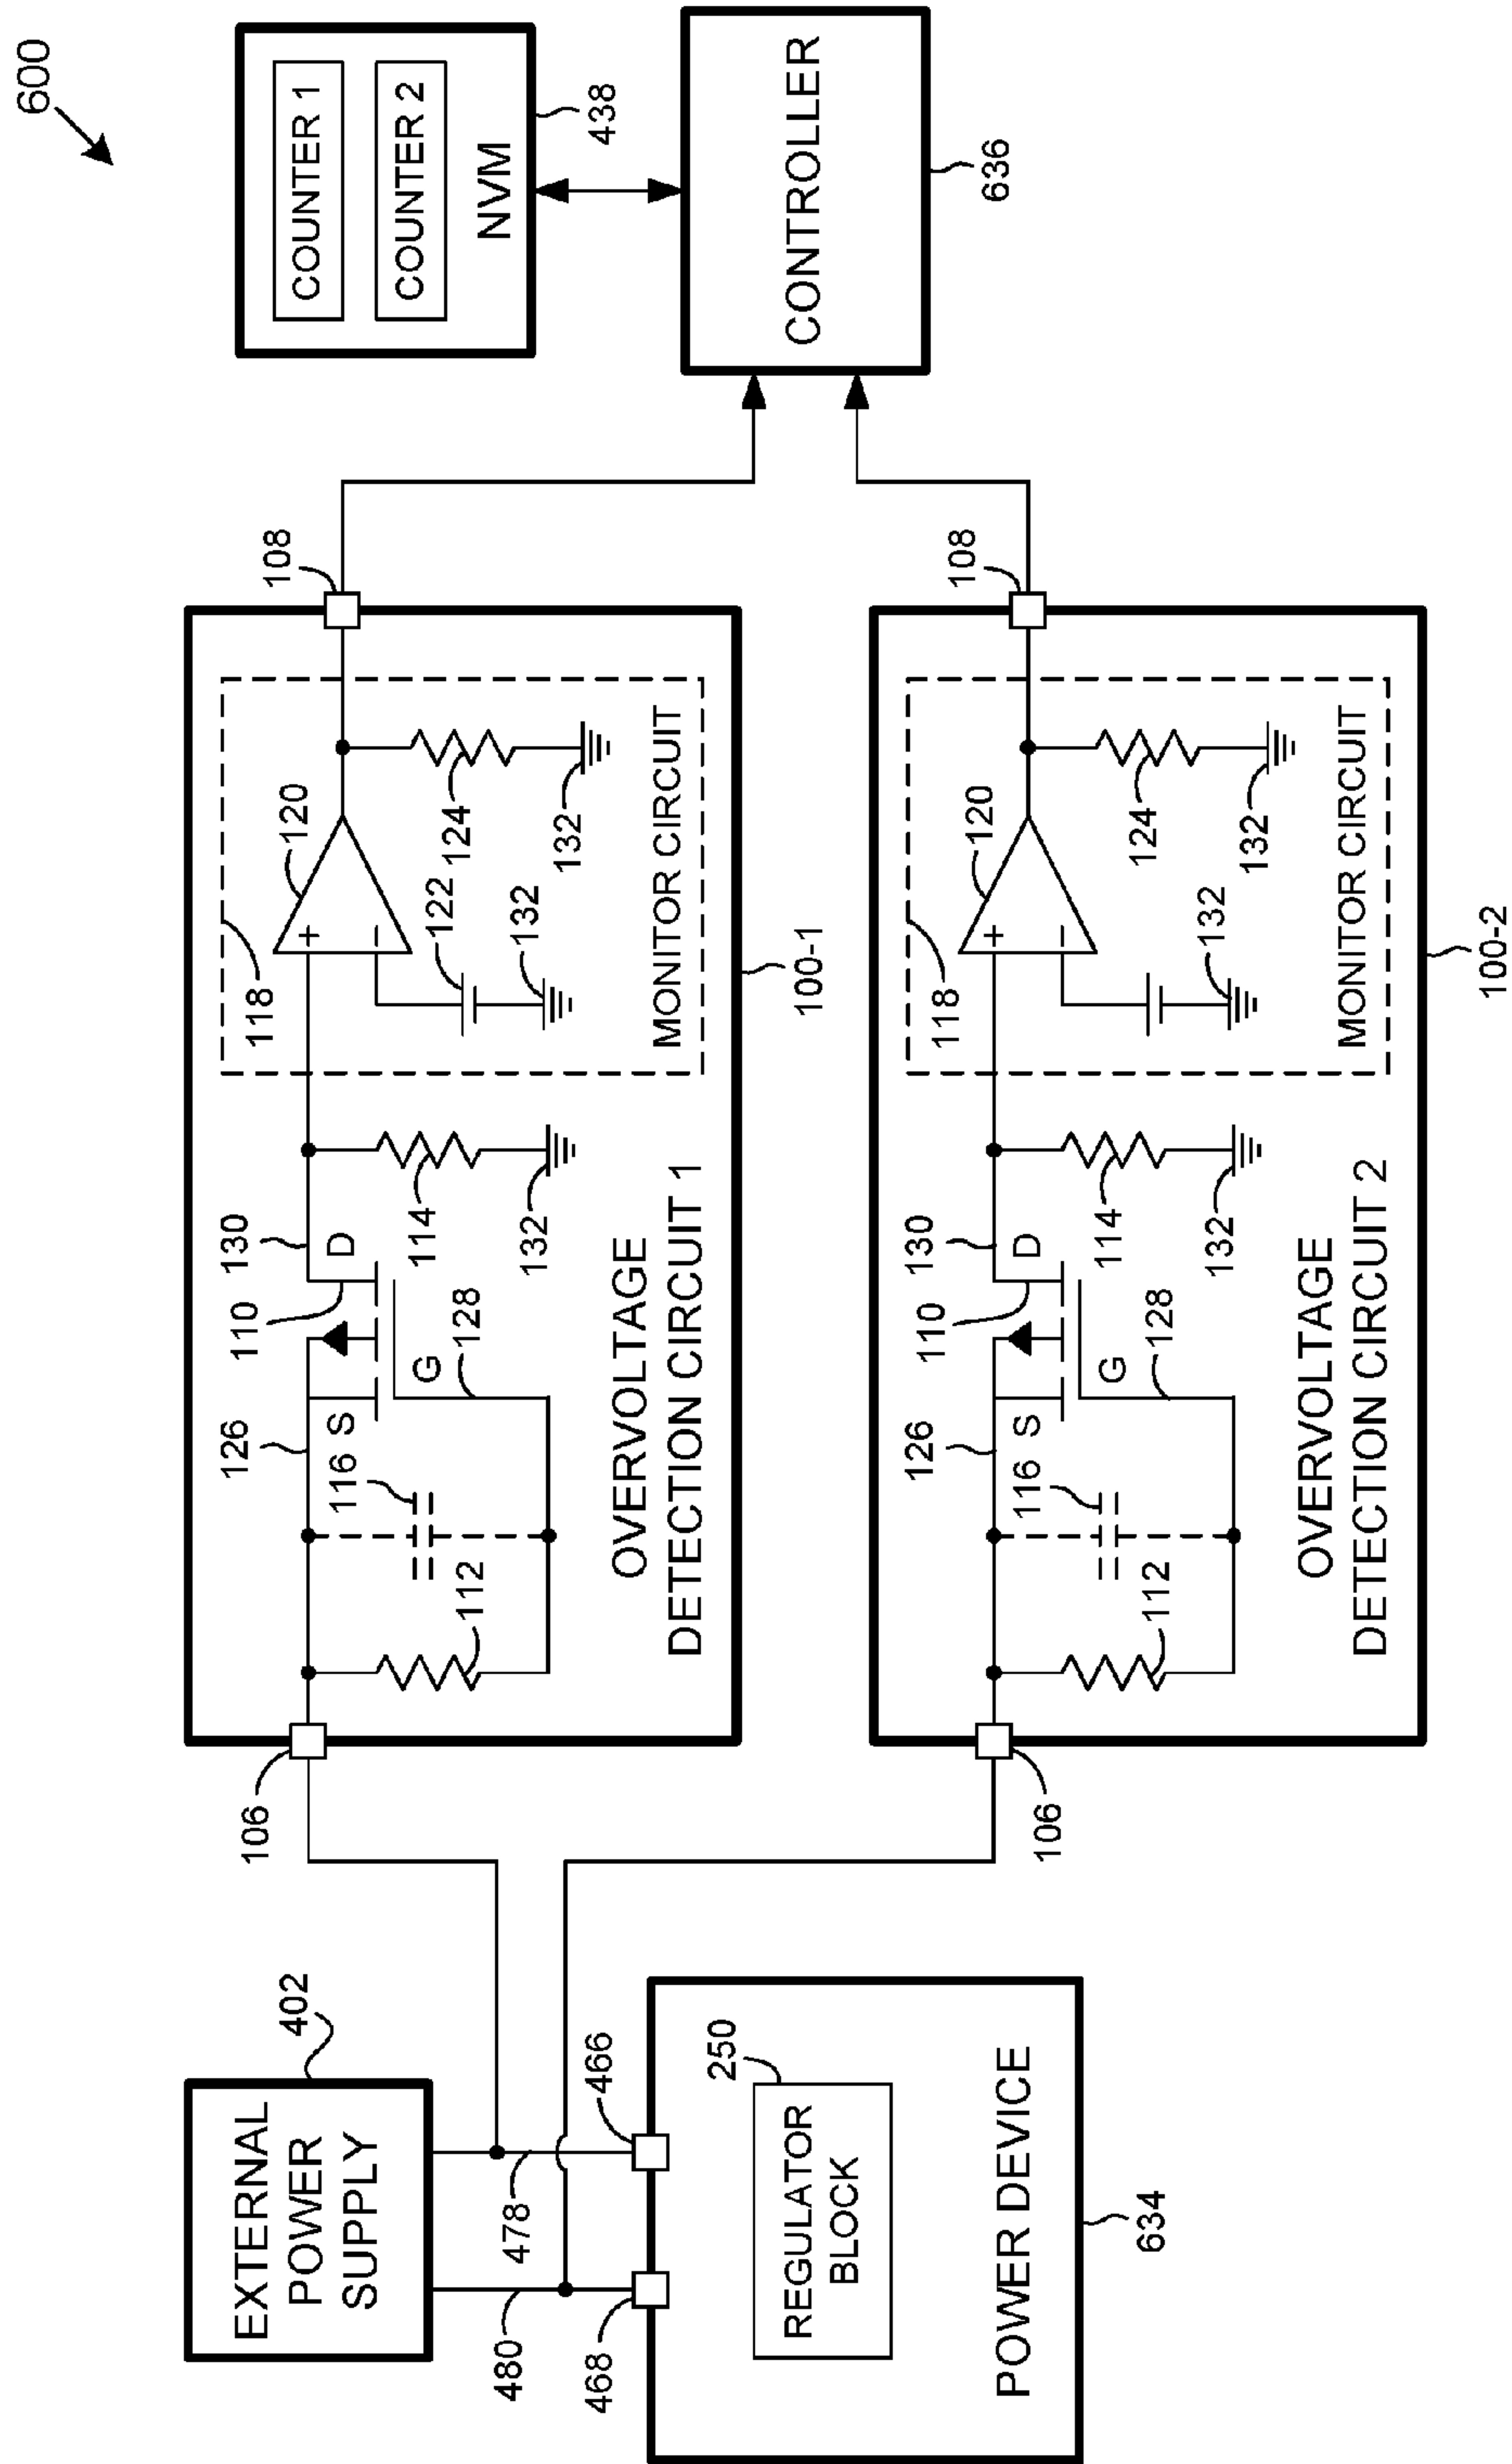 600
EXTERNAL
POWER
SUPPLY
402
480
478
468
466
250
REGULATOR
BLOCK
POWER DEVICE
634
106
126
S
116
112
G
128
110
130
D
114
132
118
120
+
−
122
132
124
132
MONITOR CIRCUIT
OVERVOLTAGE
DETECTION CIRCUIT 1
100-1
108
106
126
S
116
112
G
128
110
130
D
114
132
118
120
+
−
132
124
132
MONITOR CIRCUIT
OVERVOLTAGE
DETECTION CIRCUIT 2
100-2
108
COUNTER 1
COUNTER 2
NVM
438
CONTROLLER
636